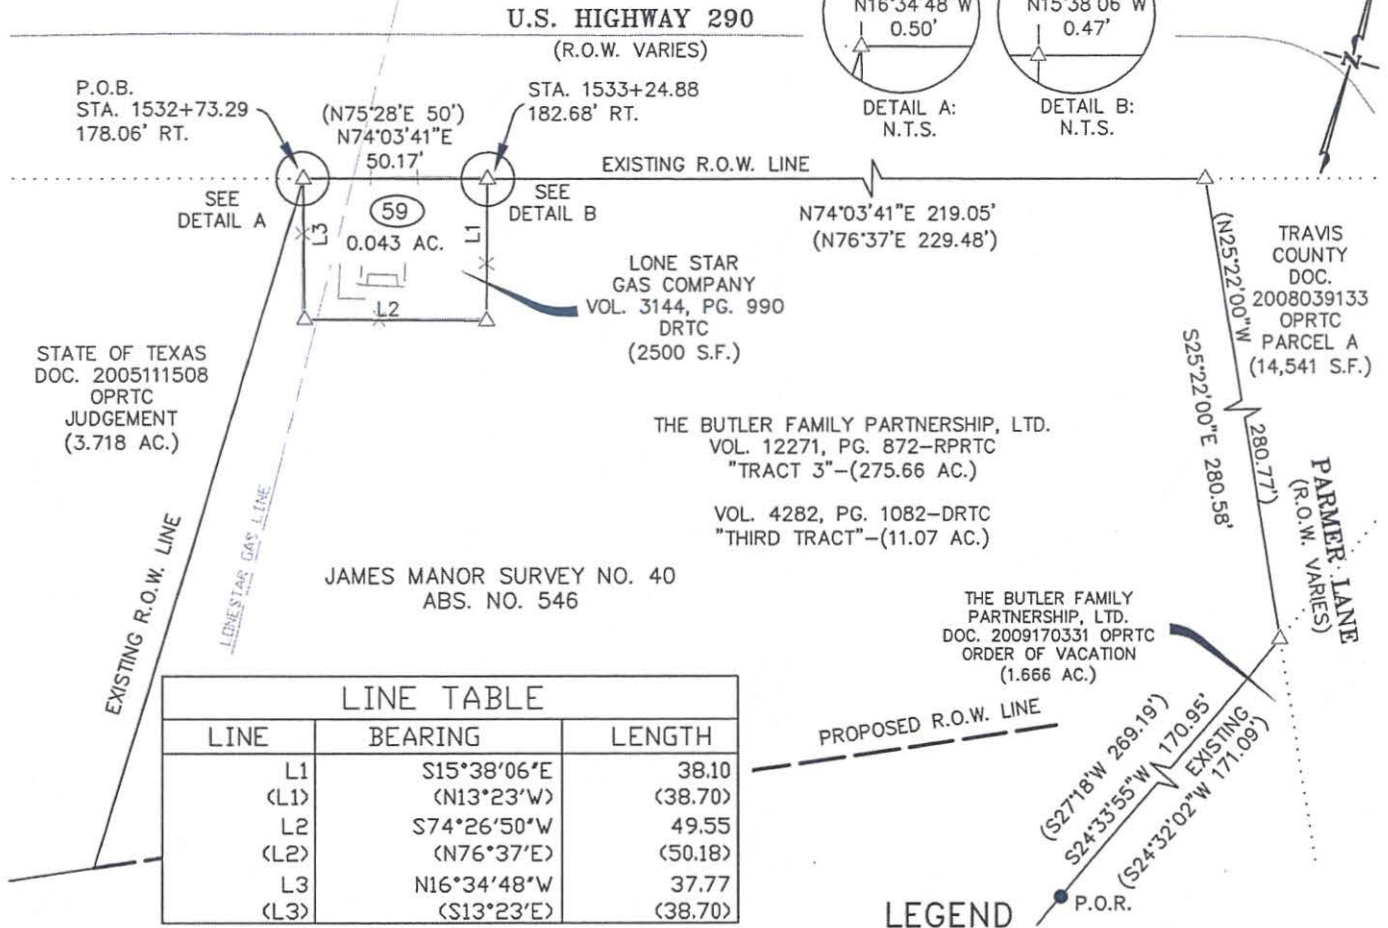 U.S. HIGHWAY 290
(R.O.W. VARIES)
N16°34'48"W
0.50'
DETAIL A:
N.T.S.
N15°38'06"W
0.47'
DETAIL B:
N.T.S.
N
P.O.B.
STA. 1532+73.29
178.06' RT.
(N75°28'E 50')
N74°03'41"E
50.17'
STA. 1533+24.88
182.68' RT.
EXISTING R.O.W. LINE
SEE
DETAIL A
SEE
DETAIL B
59
0.043 AC.
L3
L1
L2
N74°03'41"E 219.05'
(N76°37'E 229.48')
LONE STAR
GAS COMPANY
VOL. 3144, PG. 990
DRTC
(2500 S.F.)
(N25°22'00"W
280.77')
S25°22'00"E 280.58'
TRAVIS
COUNTY
DOC.
2008039133
OPRTC
PARCEL A
(14,541 S.F.)
STATE OF TEXAS
DOC. 2005111508
OPRTC
JUDGEMENT
(3.718 AC.)
EXISTING R.O.W. LINE
LONESTAR GAS LINE
THE BUTLER FAMILY PARTNERSHIP, LTD.
VOL. 12271, PG. 872-RPRTC
"TRACT 3"-(275.66 AC.)
VOL. 4282, PG. 1082-DRTC
"THIRD TRACT"-(11.07 AC.)
PARMER LANE
(R.O.W. VARIES)
JAMES MANOR SURVEY NO. 40
ABS. NO. 546
THE BUTLER FAMILY
PARTNERSHIP, LTD.
DOC. 2009170331 OPRTC
ORDER OF VACATION
(1.666 AC.)
PROPOSED R.O.W. LINE
(S27°18'W 269.19')
S24°33'55"W 170.95'
EXISTING
(S24°32'02"W 171.09')
P.O.R.
LINE TABLE
LINE BEARING LENGTH
L1 S15°38'06"E 38.10
(L1) (N13°23'W) (38.70)
L2 S74°26'50"W 49.55
(L2) (N76°37'E) (50.18)
L3 N16°34'48"W 37.77
(L3) (S13°23'E) (38.70)
LEGEND